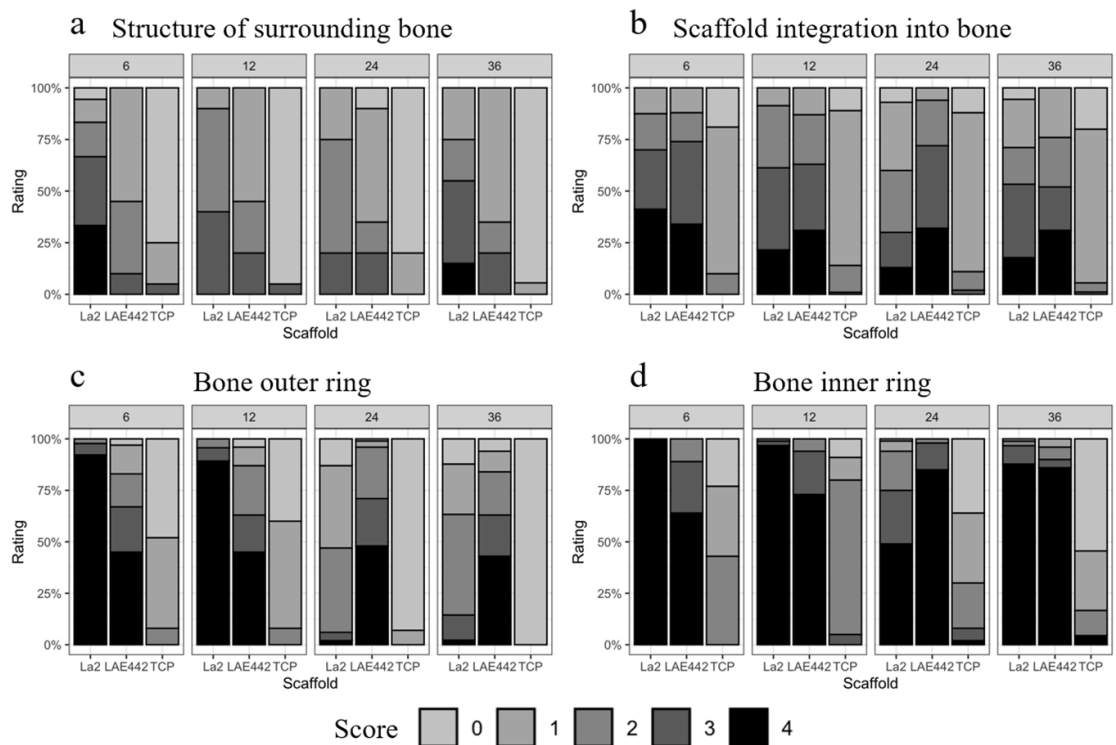 a Structure of surrounding bone
6 12 24 36
100%
75%
50%
25%
0%
Rating
La2 LAE442 TCP La2 LAE442 TCP La2 LAE442 TCP La2 LAE442 TCP
Scaffold
b Scaffold integration into bone
6 12 24 36
100%
75%
50%
25%
0%
Rating
La2 LAE442 TCP La2 LAE442 TCP La2 LAE442 TCP La2 LAE442 TCP
Scaffold
c Bone outer ring
6 12 24 36
100%
75%
50%
25%
0%
Rating
La2 LAE442 TCP La2 LAE442 TCP La2 LAE442 TCP La2 LAE442 TCP
Scaffold
d Bone inner ring
6 12 24 36
100%
75%
50%
25%
0%
Rating
La2 LAE442 TCP La2 LAE442 TCP La2 LAE442 TCP La2 LAE442 TCP
Scaffold
Score 0 1 2 3 4